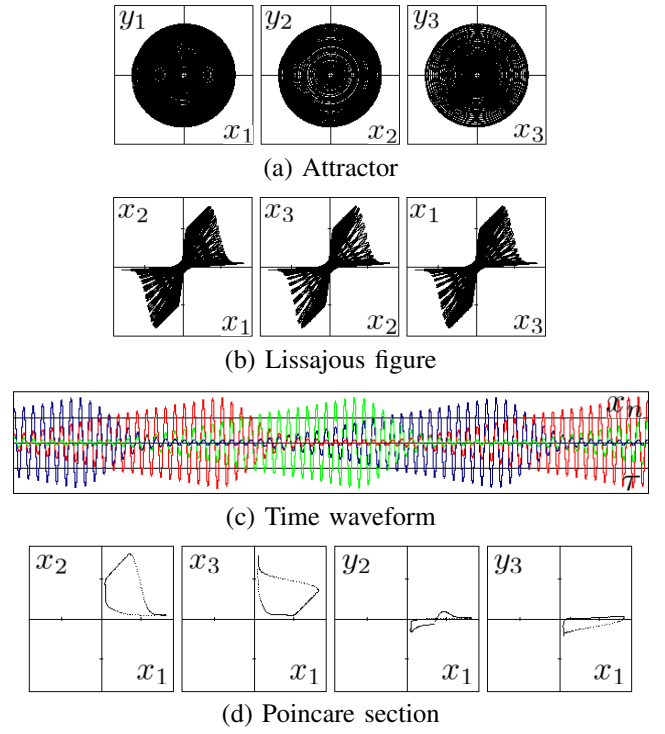 y1 y2 y3
x1 x2 x3
(a) Attractor
x2 x3 x1
x1 x2 x3
(b) Lissajous figure
xn
τ
(c) Time waveform
x2 x3 y2 y3
x1 x1 x1 x1
(d) Poincare section